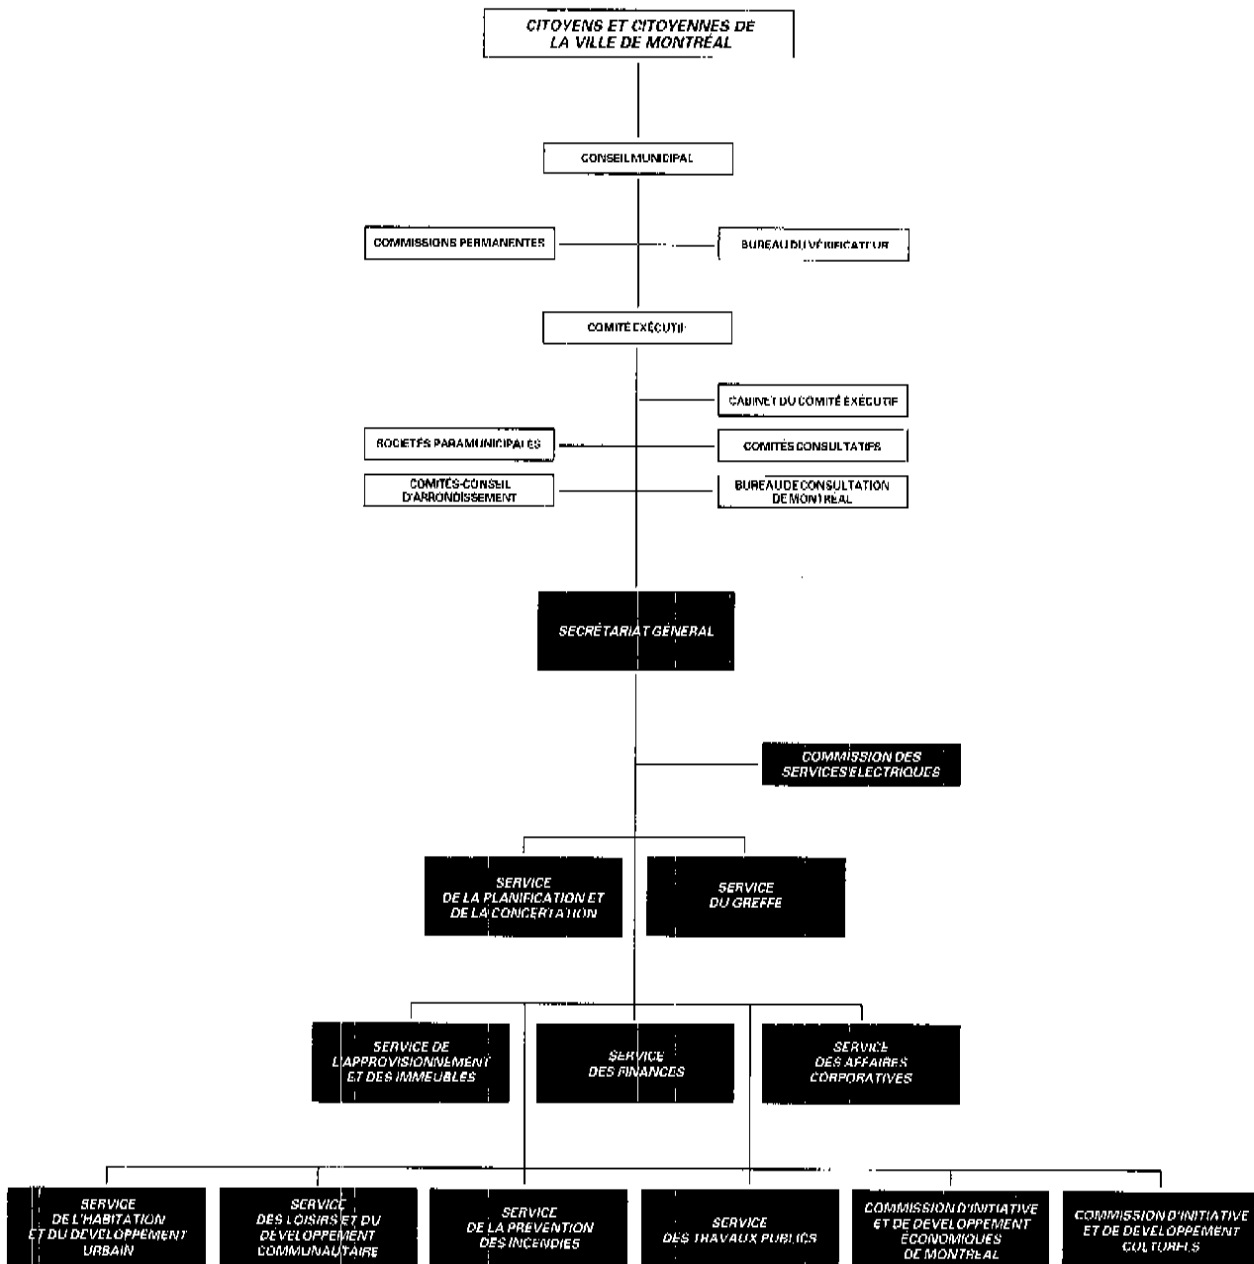 CITOYENS ET CITOYENNES DE
LA VILLE DE MONTRÉAL
CONSEIL MUNICIPAL
COMMISSIONS PERMANENTES
BUREAU DU VÉRIFICATEUR
COMITÉ EXÉCUTIF
CABINET DU COMITÉ EXÉCUTIF
SOCIÉTÉS PARAMUNICIPALES
COMITÉS CONSULTATIFS
COMITÉS-CONSEIL
D'ARRONDISSEMENT
BUREAU DE CONSULTATION
DE MONTRÉAL
SECRÉTARIAT GÉNÉRAL
COMMISSION DES
SERVICES ÉLECTRIQUES
SERVICE
DE LA PLANIFICATION ET
DE LA CONCERTATION
SERVICE
DU GREFFE
SERVICE DE
L'APPROVISIONNEMENT
ET DES IMMEUBLES
SERVICE
DES FINANCES
SERVICE
DES AFFAIRES
CORPORATIVES
SERVICE
DE L'HABITATION
ET DU DÉVELOPPEMENT
URBAIN
SERVICE
DES LOISIRS ET DU
DÉVELOPPEMENT
COMMUNAUTAIRE
SERVICE
DE LA PRÉVENTION
DES INCENDIES
SERVICE
DES TRAVAUX PUBLICS
COMMISSION D'INITIATIVE
ET DE DÉVELOPPEMENT
ÉCONOMIQUES
DE MONTRÉAL
COMMISSION D'INITIATIVE
ET DE DÉVELOPPEMENT
CULTURELS